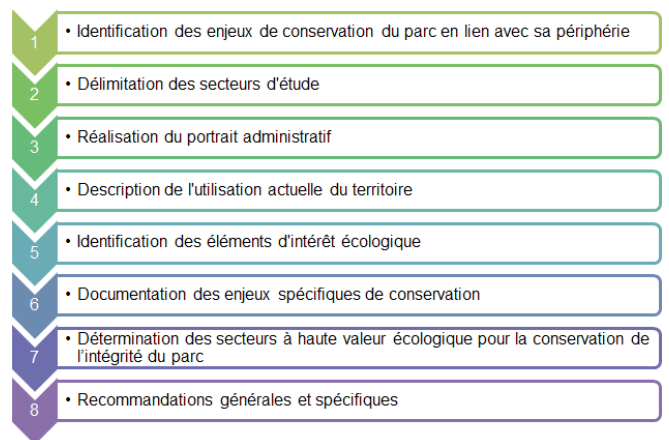 1 • Identification des enjeux de conservation du parc en lien avec sa périphérie
2 • Délimitation des secteurs d'étude
3 • Réalisation du portrait administratif
4 • Description de l'utilisation actuelle du territoire
5 • Identification des éléments d'intérêt écologique
6 • Documentation des enjeux spécifiques de conservation
7 • Détermination des secteurs à haute valeur écologique pour la conservation de
l'intégrité du parc
8 • Recommandations générales et spécifiques